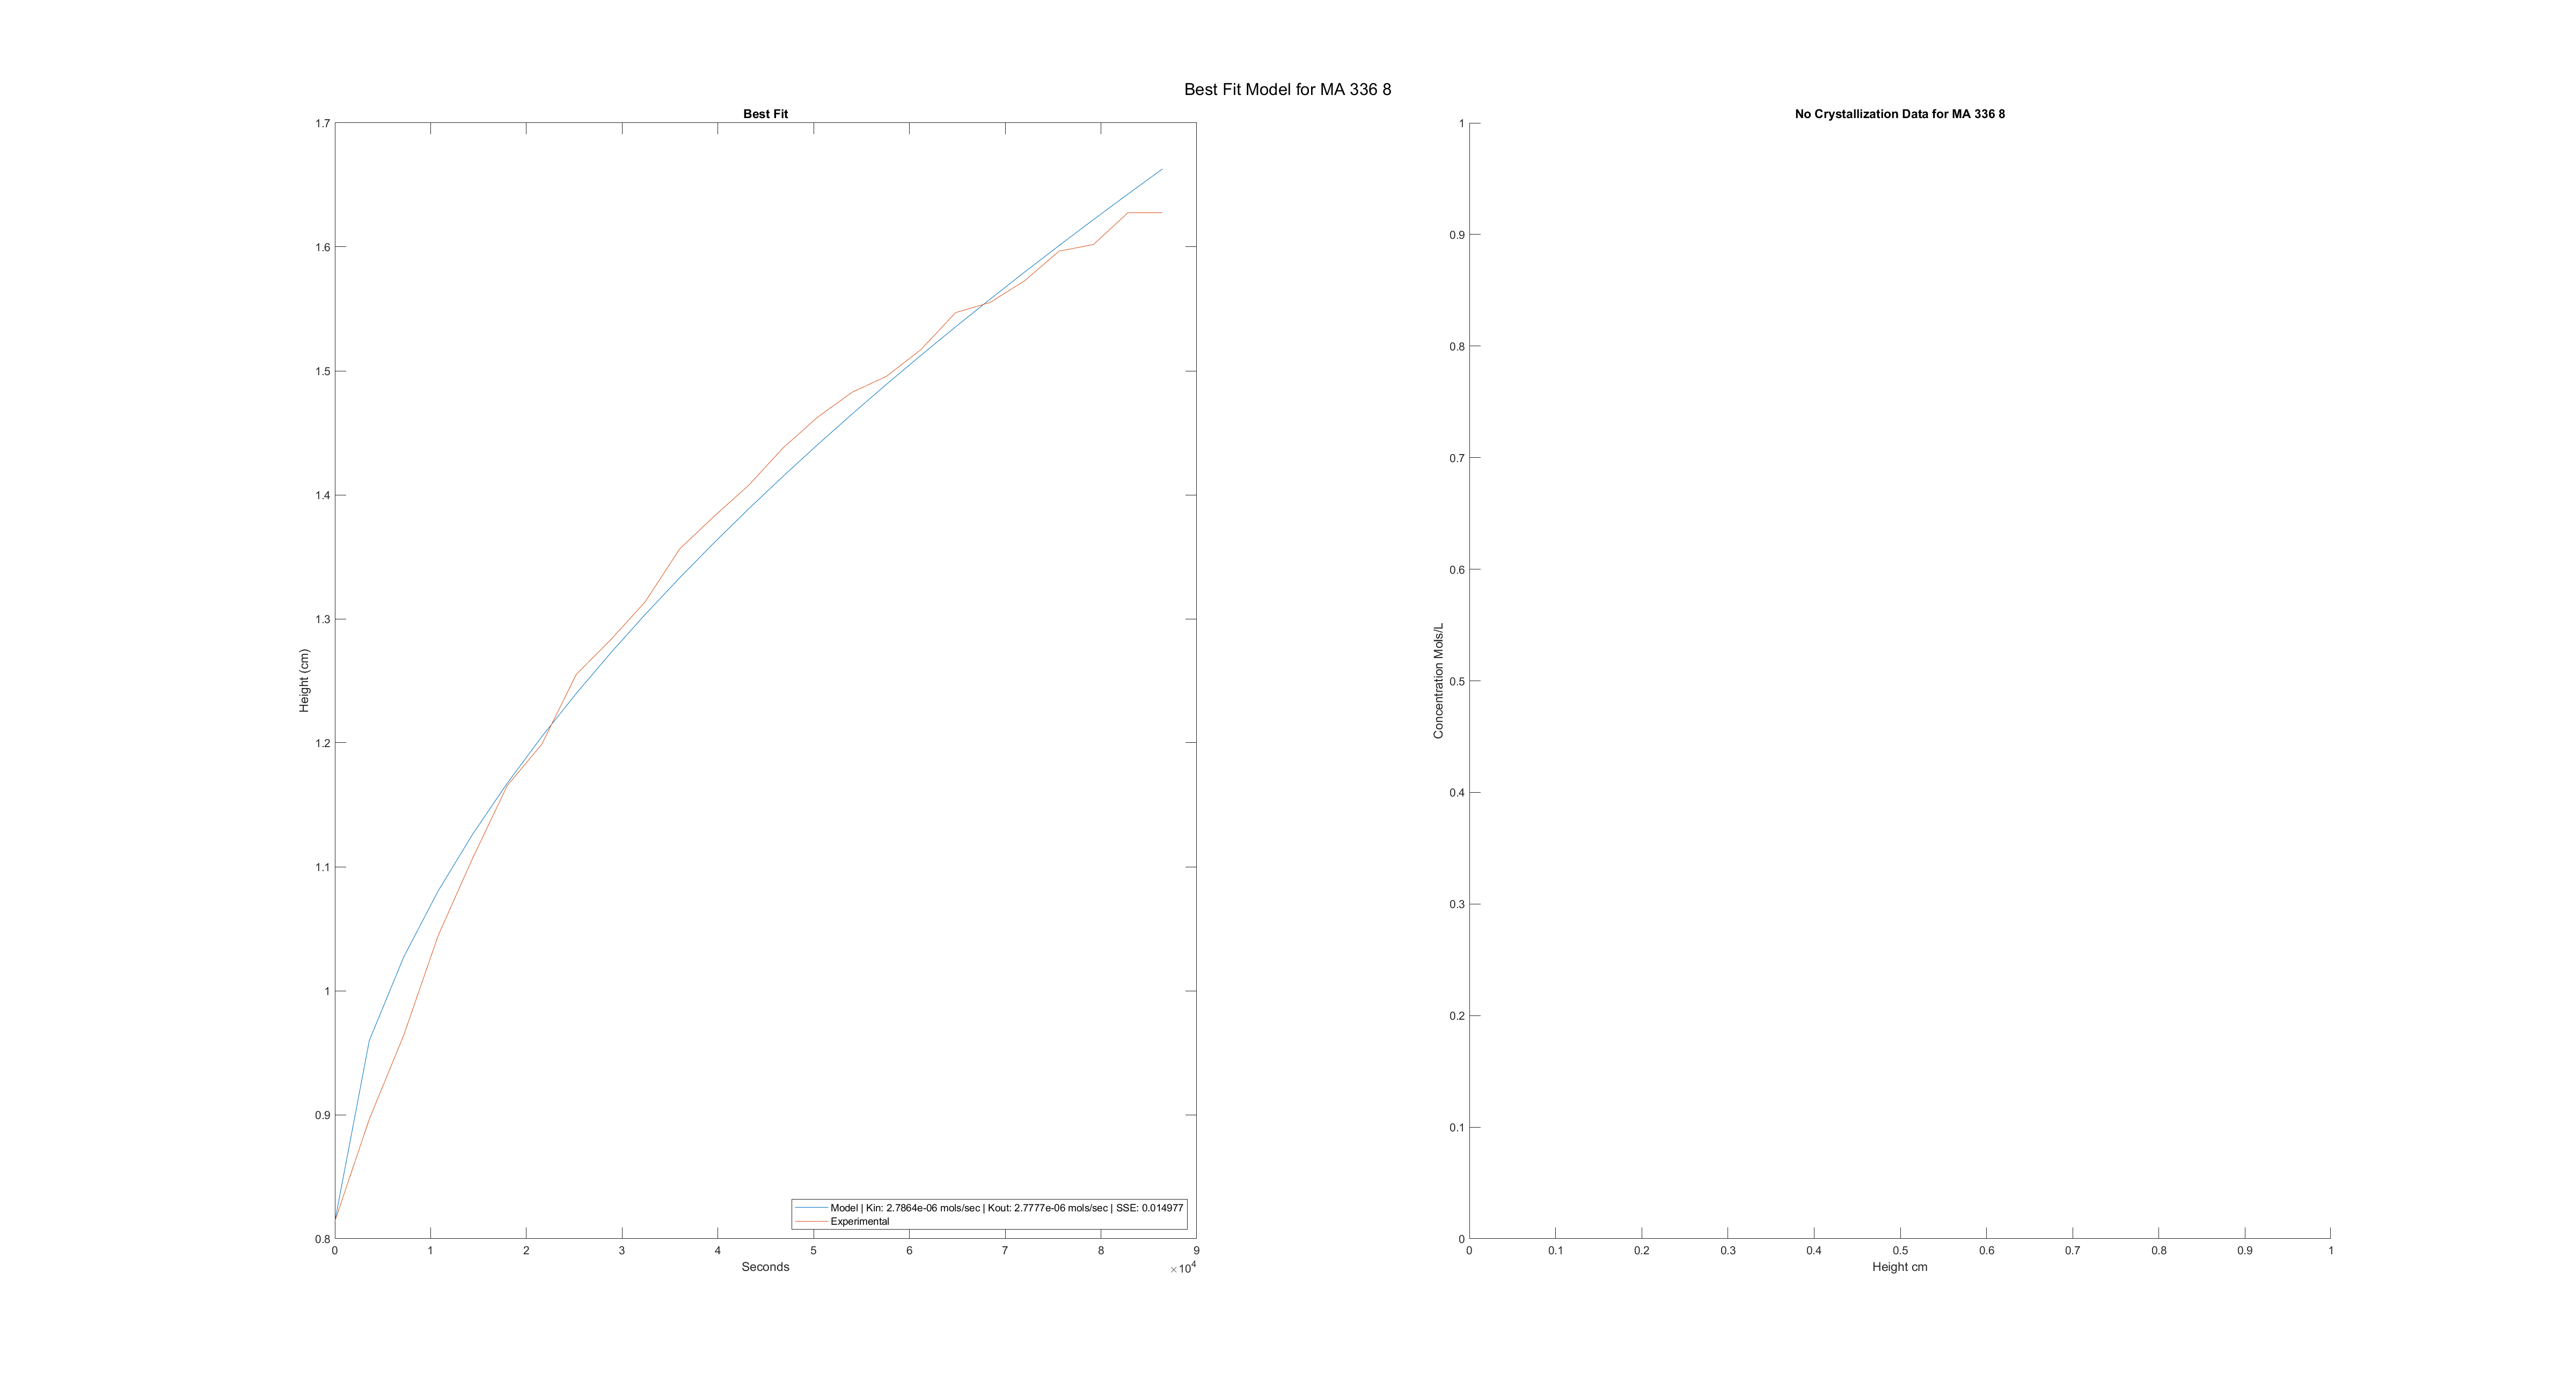 Best Fit Model for MA 336 8
Best Fit
1.7
1.6
1.5
1.4
1.3
1.2
1.1
1
0.9
0.8
Height (cm)
0 1 2 3 4 5 6 7 8 9
×10^4
Seconds
Model | Kin: 2.7864e-06 mols/sec | Kout: 2.7777e-06 mols/sec | SSE: 0.014977
Experimental
No Crystallization Data for MA 336 8
1
0.9
0.8
0.7
0.6
0.5
0.4
0.3
0.2
0.1
0
Concentration Mols/L
0 0.1 0.2 0.3 0.4 0.5 0.6 0.7 0.8 0.9 1
Height cm